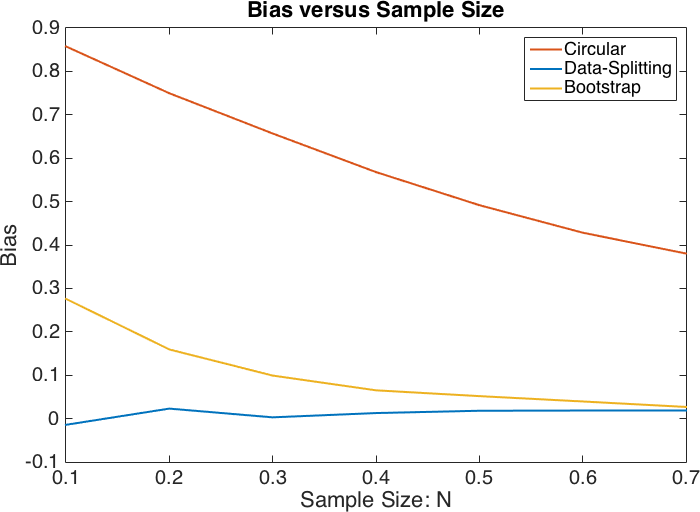 Bias versus Sample Size
Circular
Data-Splitting
Bootstrap
0.9
0.8
0.7
0.6
0.5
0.4
0.3
0.2
0.1
0
-0.1
Bias
0.1 0.2 0.3 0.4 0.5 0.6 0.7
Sample Size: N